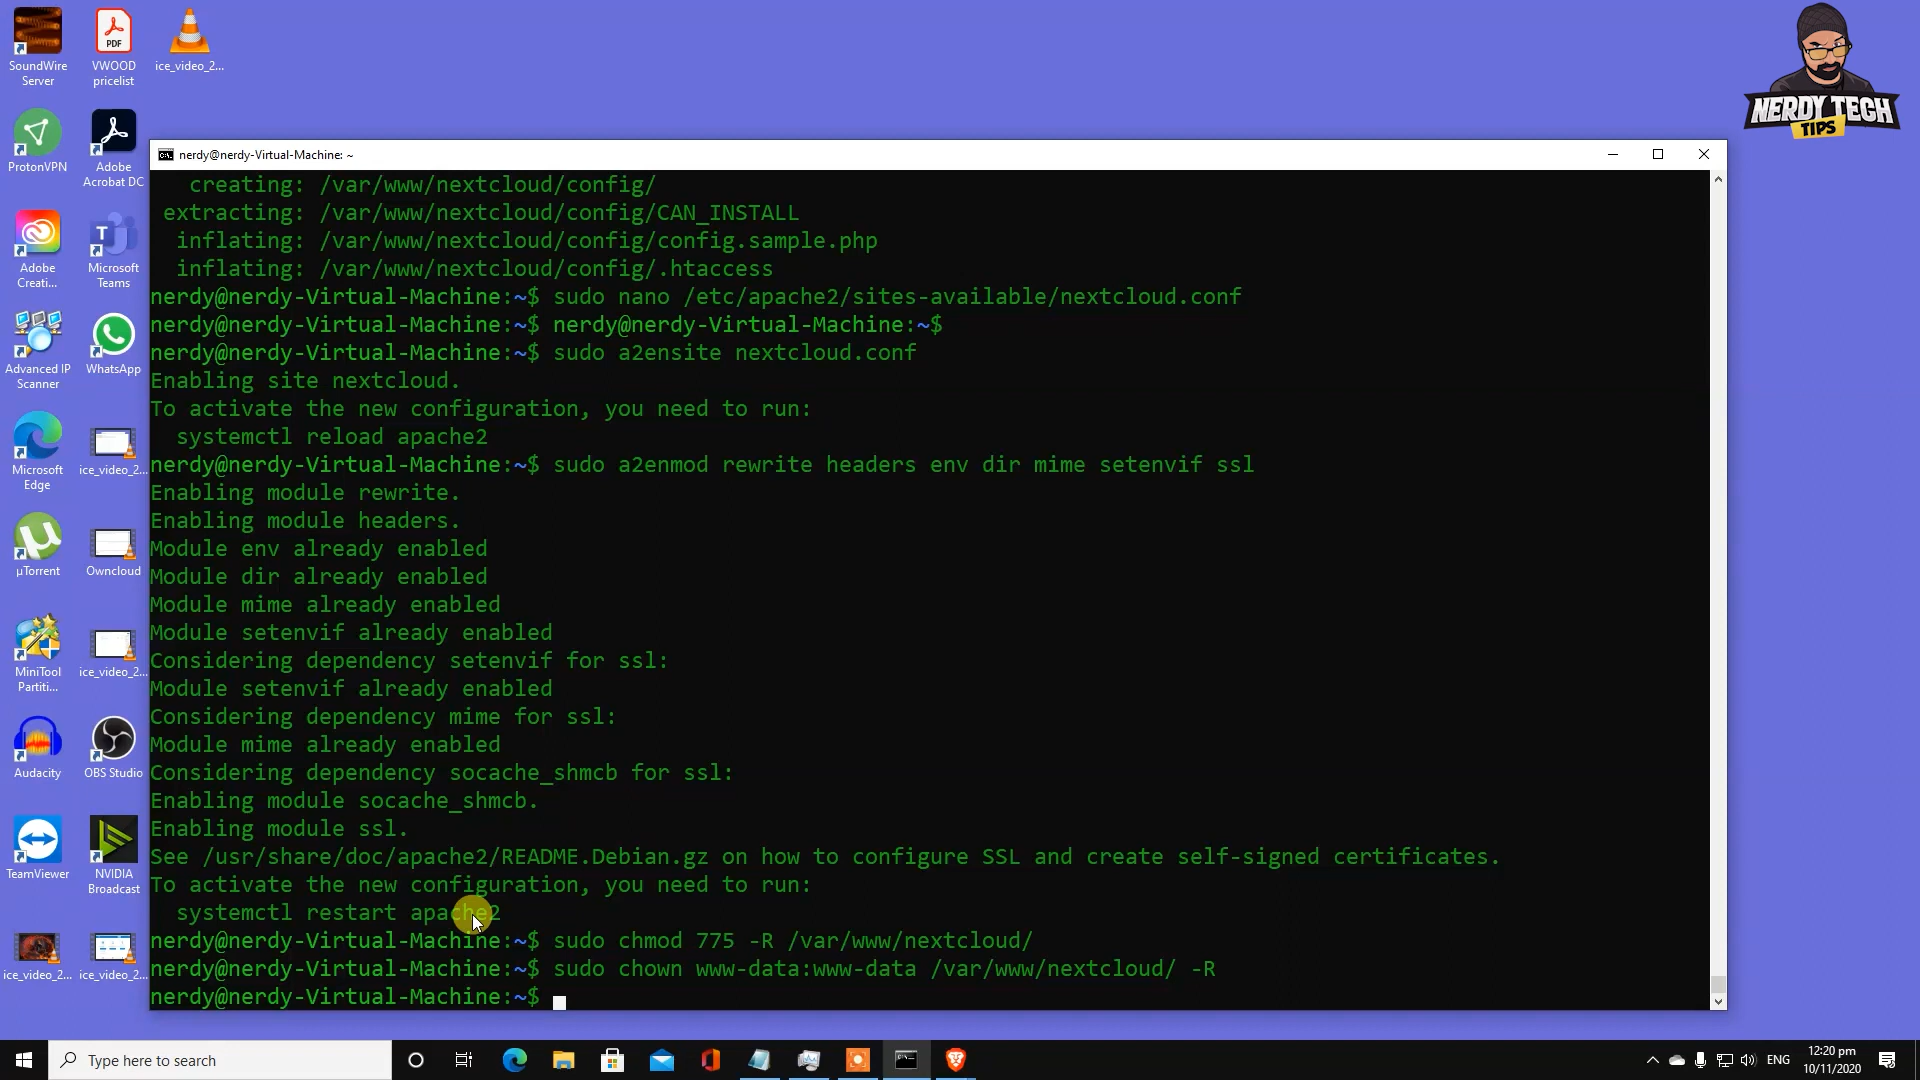 SoundWire
Server
PDF
VWOOD
pricelist
ice_video_2...
ProtonVPN
Adobe
Acrobat DC
Adobe
Creati...
Microsoft
Teams
Advanced IP
Scanner
WhatsApp
Microsoft
Edge
ice_video_2...
µTorrent
Owncloud
MiniTool
Partiti...
ice_video_2...
Audacity
OBS Studio
TeamViewer
NVIDIA
Broadcast
ice_video_2...
ice_video_2...
NERDY TECH
TIPS
nerdy@nerdy-Virtual-Machine: ~
creating: /var/www/nextcloud/config/
extracting: /var/www/nextcloud/config/CAN_INSTALL
inflating: /var/www/nextcloud/config/config.sample.php
inflating: /var/www/nextcloud/config/.htaccess
nerdy@nerdy-Virtual-Machine:~$ sudo nano /etc/apache2/sites-available/nextcloud.conf
nerdy@nerdy-Virtual-Machine:~$ nerdy@nerdy-Virtual-Machine:~$
nerdy@nerdy-Virtual-Machine:~$ sudo a2ensite nextcloud.conf
Enabling site nextcloud.
To activate the new configuration, you need to run:
systemctl reload apache2
nerdy@nerdy-Virtual-Machine:~$ sudo a2enmod rewrite headers env dir mime setenvif ssl
Enabling module rewrite.
Enabling module headers.
Module env already enabled
Module dir already enabled
Module mime already enabled
Module setenvif already enabled
Considering dependency setenvif for ssl:
Module setenvif already enabled
Considering dependency mime for ssl:
Module mime already enabled
Considering dependency socache_shmcb for ssl:
Enabling module socache_shmcb.
Enabling module ssl.
See /usr/share/doc/apache2/README.Debian.gz on how to configure SSL and create self-signed certificates.
To activate the new configuration, you need to run:
systemctl restart apache2
nerdy@nerdy-Virtual-Machine:~$ sudo chmod 775 -R /var/www/nextcloud/
nerdy@nerdy-Virtual-Machine:~$ sudo chown www-data:www-data /var/www/nextcloud/ -R
nerdy@nerdy-Virtual-Machine:~$
Type here to search
ENG
12:20 pm
10/11/2020